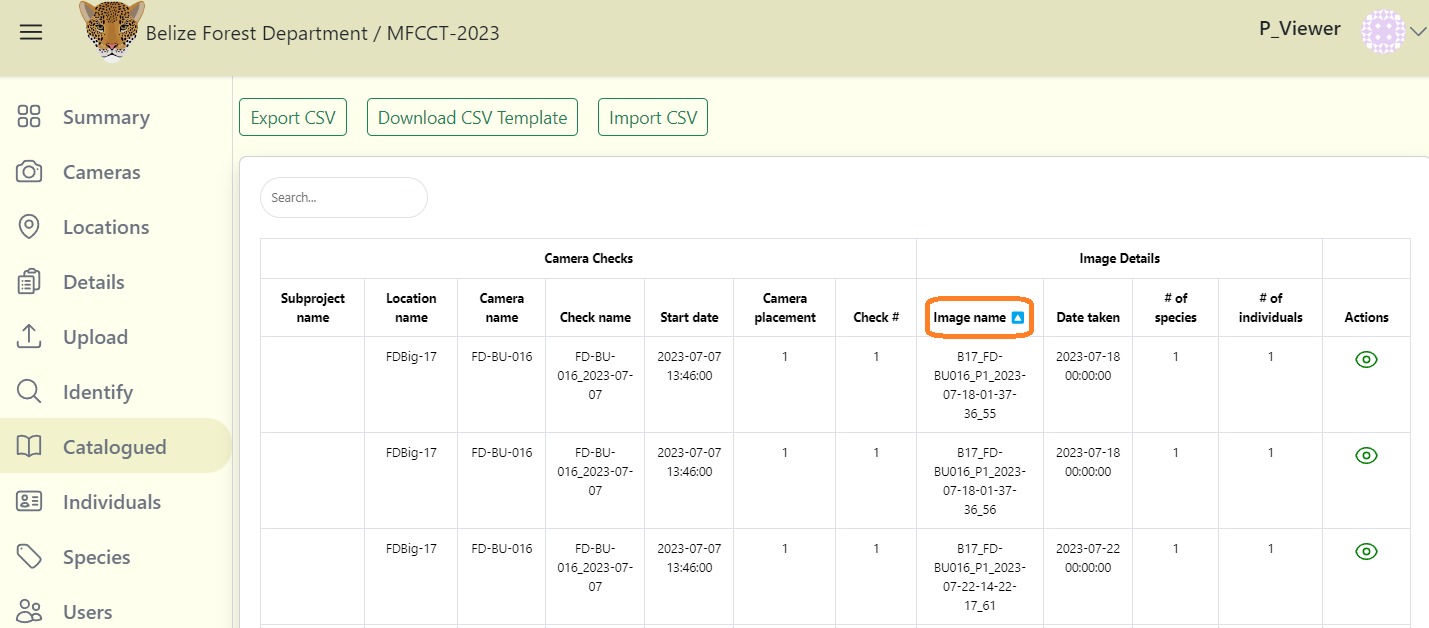 Belize Forest Department / MFCCT-2023
P_Viewer
Summary
Cameras
Locations
Details
Upload
Identify
Catalogued
Individuals
Species
Users
Export CSV
Download CSV Template
Import CSV
Search...
Camera Checks
Image Details
Subproject
name
Location
name
Camera
name
Check name
Start date
Camera
placement
Check #
Image name
Date taken
# of
species
# of
individuals
Actions
FDBig-17
FD-BU-016
FD-BU-
016_2023-07-
07
2023-07-07
13:46:00
1
1
B17_FD-
BU016_P1_2023-
07-18-01-37-
36_55
2023-07-18
00:00:00
1
1
FDBig-17
FD-BU-016
FD-BU-
016_2023-07-
07
2023-07-07
13:46:00
1
1
B17_FD-
BU016_P1_2023-
07-18-01-37-
36_56
2023-07-18
00:00:00
1
1
FDBig-17
FD-BU-016
FD-BU-
016_2023-07-
07
2023-07-07
13:46:00
1
1
B17_FD-
BU016_P1_2023-
07-22-14-22-
17_61
2023-07-22
00:00:00
1
1